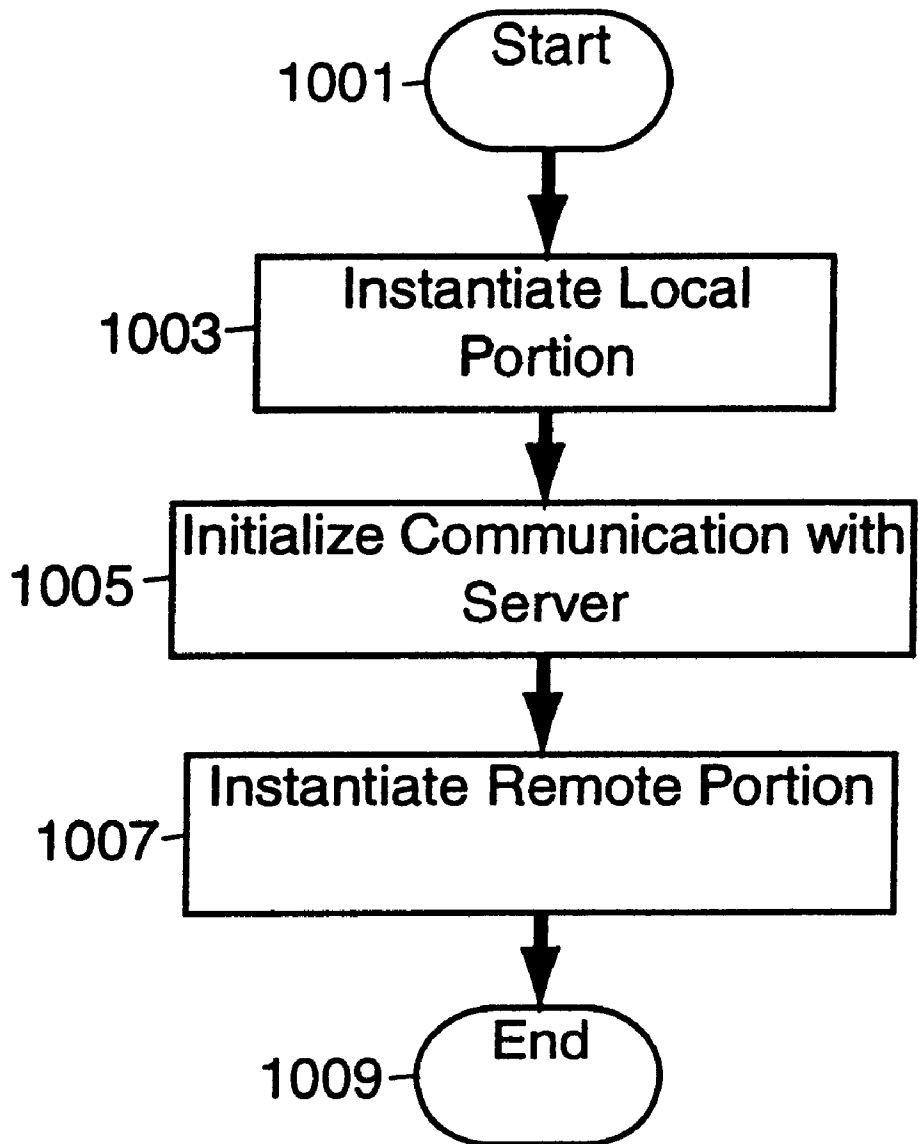 Start
1001
Instantiate Local
Portion
1003
Initialize Communication with
Server
1005
Instantiate Remote Portion
1007
End
1009